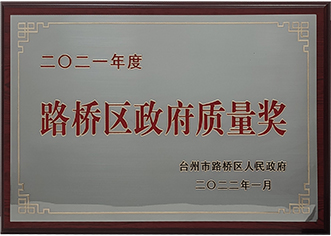 二〇二一年度
路桥区政府质量奖
台州市路桥区人民政府
二〇二二年一月